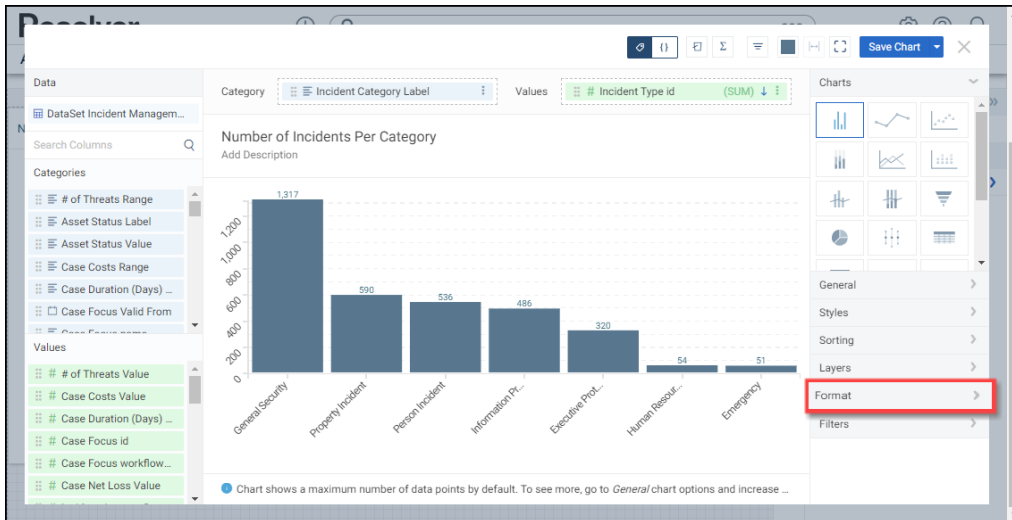 Resolver
Save Chart
Data
DataSet Incident Managem...
Search Columns
Categories
# of Threats Range
Asset Status Label
Asset Status Value
Case Costs Range
Case Duration (Days) ...
Case Focus Valid From
Case Focus name
Values
# # of Threats Value
# Case Costs Value
# Case Duration (Days) ...
# Case Focus id
# Case Focus workflow...
# Case Net Loss Value
Category
Incident Category Label
Values
# Incident Type id (SUM)
Number of Incidents Per Category
Add Description
1,200
1,000
800
600
400
200
0
1,317
590
536
486
320
54
51
General Security
Property Incident
Person Incident
Information Pr...
Executive Prot...
Human Resour...
Emergency
Chart shows a maximum number of data points by default. To see more, go to General chart options and increase ...
Charts
General
Styles
Sorting
Layers
Format
Filters